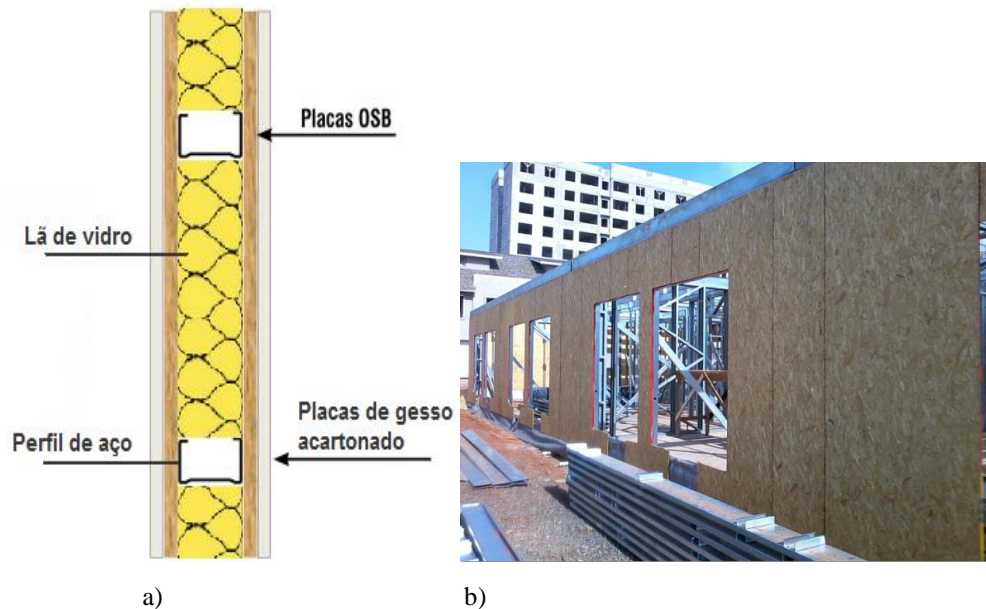 Placas OSB
Lã de vidro
Placas de gesso
acartonado
Perfil de aço
a)
b)